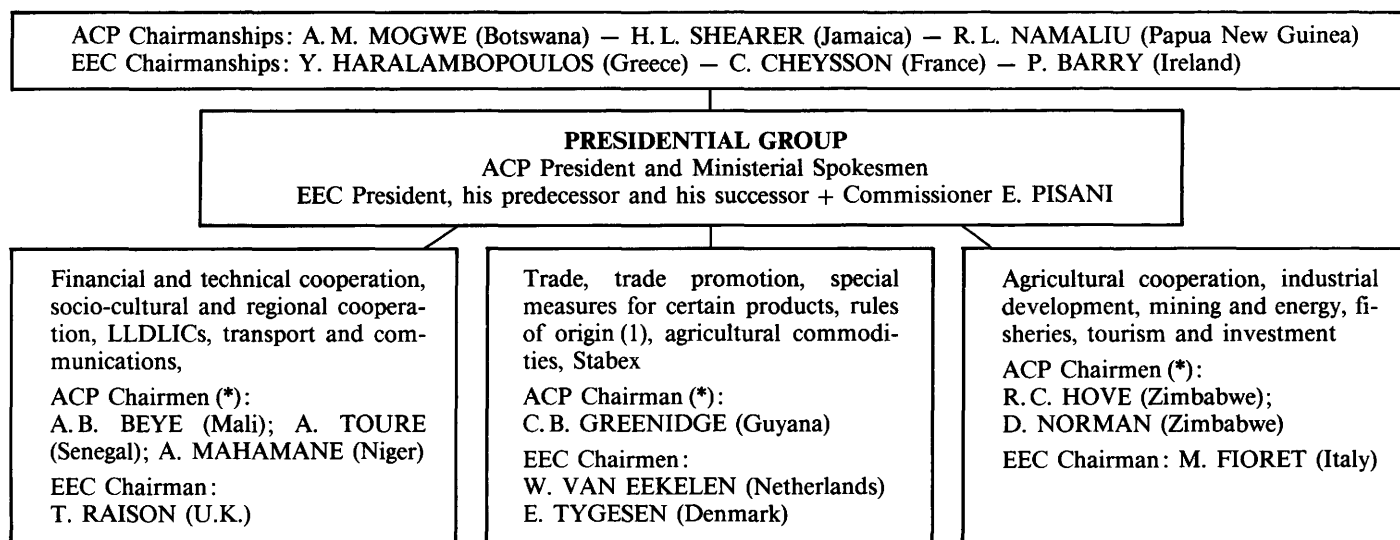 ACP Chairmanships: A. M. MOGWE (Botswana) — H. L. SHEARER (Jamaica) — R. L. NAMALIU (Papua New Guinea)
EEC Chairmanships: Y. HARALAMBOPOULOS (Greece) — C. CHEYSSON (France) — P. BARRY (Ireland)
PRESIDENTIAL GROUP
ACP President and Ministerial Spokesmen
EEC President, his predecessor and his successor + Commissioner E. PISANI
Financial and technical cooperation,
socio-cultural and regional coopera-
tion, LLDLICs, transport and com-
munications,
ACP Chairmen (*):
A. B. BEYE (Mali); A. TOURE
(Senegal); A. MAHAMANE (Niger)
EEC Chairman:
T. RAISON (U.K.)
Trade, trade promotion, special
measures for certain products, rules
of origin (1), agricultural commodi-
ties, Stabex
ACP Chairman (*):
C. B. GREENIDGE (Guyana)
EEC Chairmen:
W. VAN EEKELEN (Netherlands)
E. TYGESEN (Denmark)
Agricultural cooperation, industrial
development, mining and energy, fi-
sheries, tourism and investment
ACP Chairmen (*):
R. C. HOVE (Zimbabwe);
D. NORMAN (Zimbabwe)
EEC Chairman: M. FIORET (Italy)